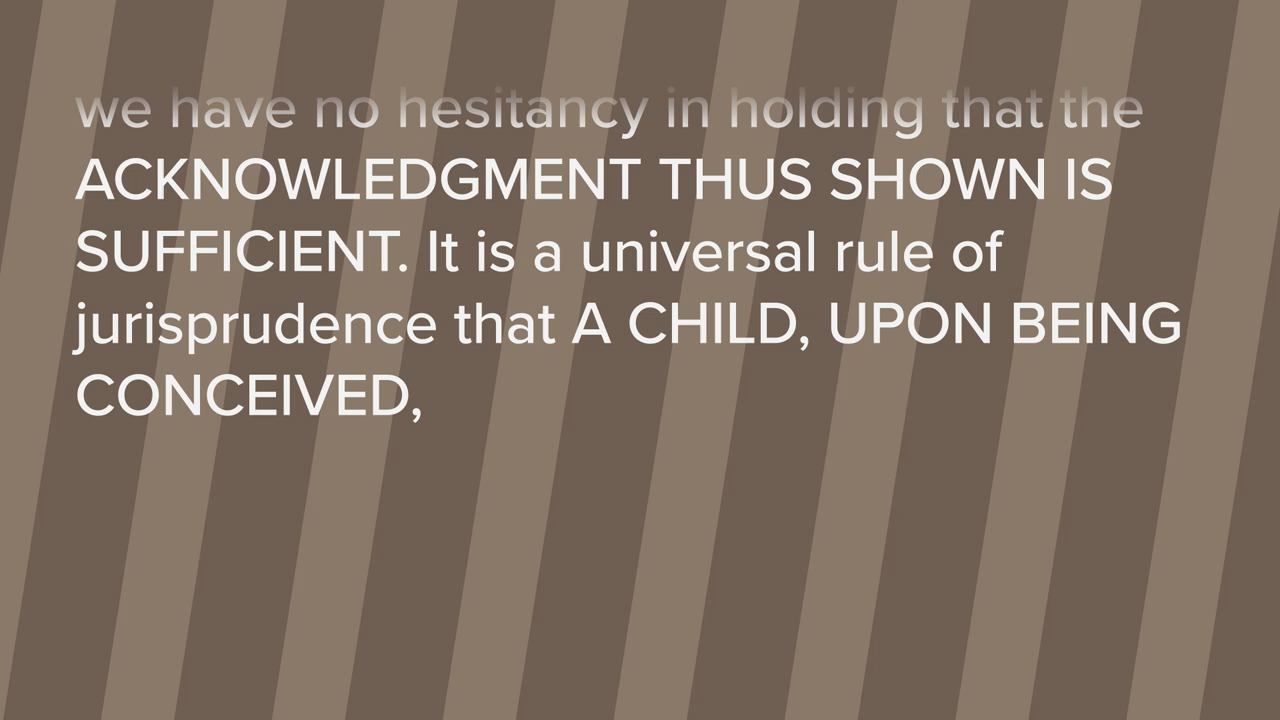 we have no hesitancy in holding that the
ACKNOWLEDGMENT THUS SHOWN IS
SUFFICIENT. It is a universal rule of
jurisprudence that A CHILD, UPON BEING
CONCEIVED,